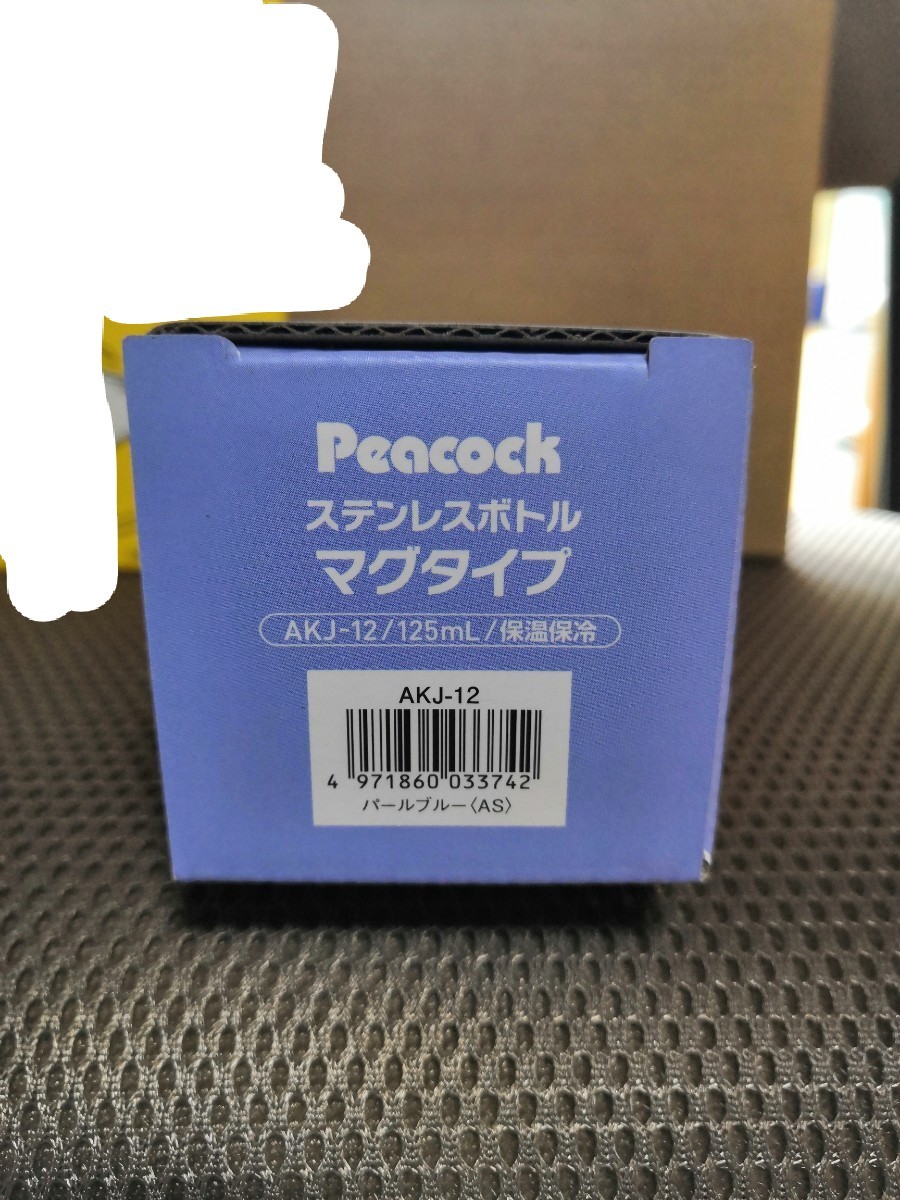 Peacock
ステンレスボトル
マグタイプ
AKJ-12/125mL/保温保冷
AKJ-12
4 971860 033742
パールブルー〈AS〉